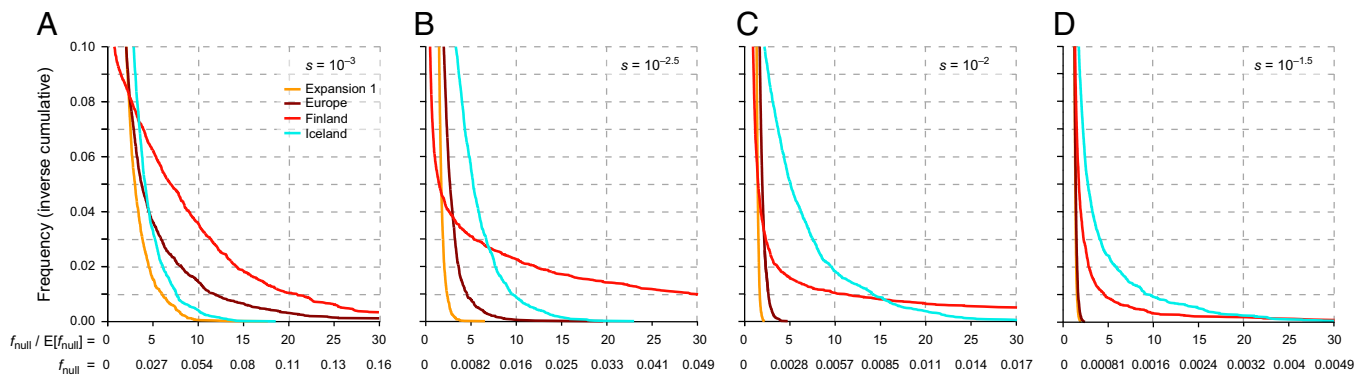 A B C D
s = 10⁻³ s = 10⁻²·⁵ s = 10⁻² s = 10⁻¹·⁵
Expansion 1
Europe
Finland
Iceland
Frequency (inverse cumulative)
0.10
0.08
0.06
0.04
0.02
0.00
f_null / E[f_null] = 0 5 10 15 20 25 30 0 5 10 15 20 25 30 0 5 10 15 20 25 30 0 5 10 15 20 25 30
f_null = 0 0.027 0.054 0.08 0.11 0.13 0.16 0 0.0082 0.016 0.025 0.033 0.041 0.049 0 0.0028 0.0057 0.0085 0.011 0.014 0.017 0 0.00081 0.0016 0.0024 0.0032 0.004 0.0049